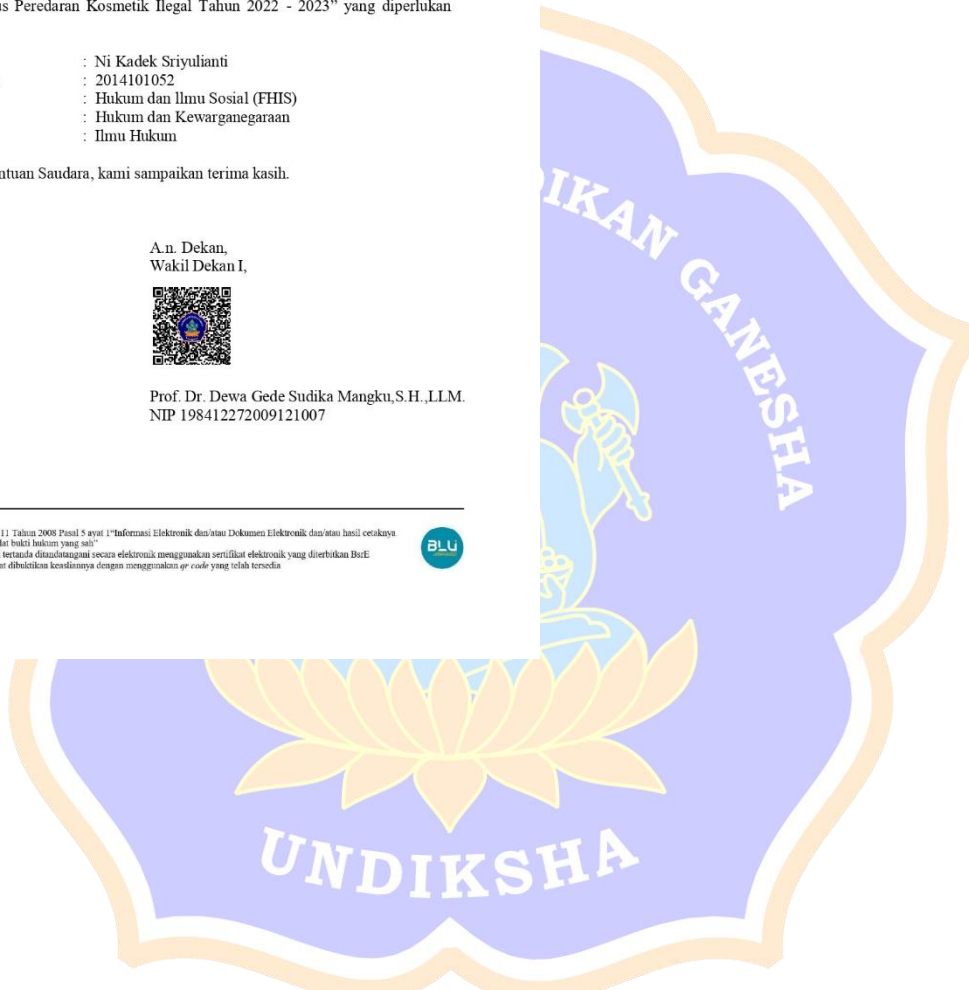 us Peredaran Kosmetik Ilegal Tahun 2022 - 2023” yang diperlukan
: Ni Kadek Sriyulianti
: 2014101052
: Hukum dan llmu Sosial (FHIS)
: Hukum dan Kewarganegaraan
: Ilmu Hukum
ntuan Saudara, kami sampaikan terima kasih.
A.n. Dekan,
Wakil Dekan I,
Prof. Dr. Dewa Gede Sudika Mangku,S.H.,LLM.
NIP 198412272009121007
11 Tahun 2008 Pasal 5 ayat 1“Informasi Elektronik dan/atau Dokumen Elektronik dan/atau hasil cetaknya
lat bukti hukum yang sah”
tertanda ditandatangani secara elektronik menggunakan sertifikat elektronik yang diterbitkan BsrE
at dibuktikan keasliannya dengan menggunakan qr code yang telah tersedia
BLU
DIKAN GANESHA
UNDIKSHA